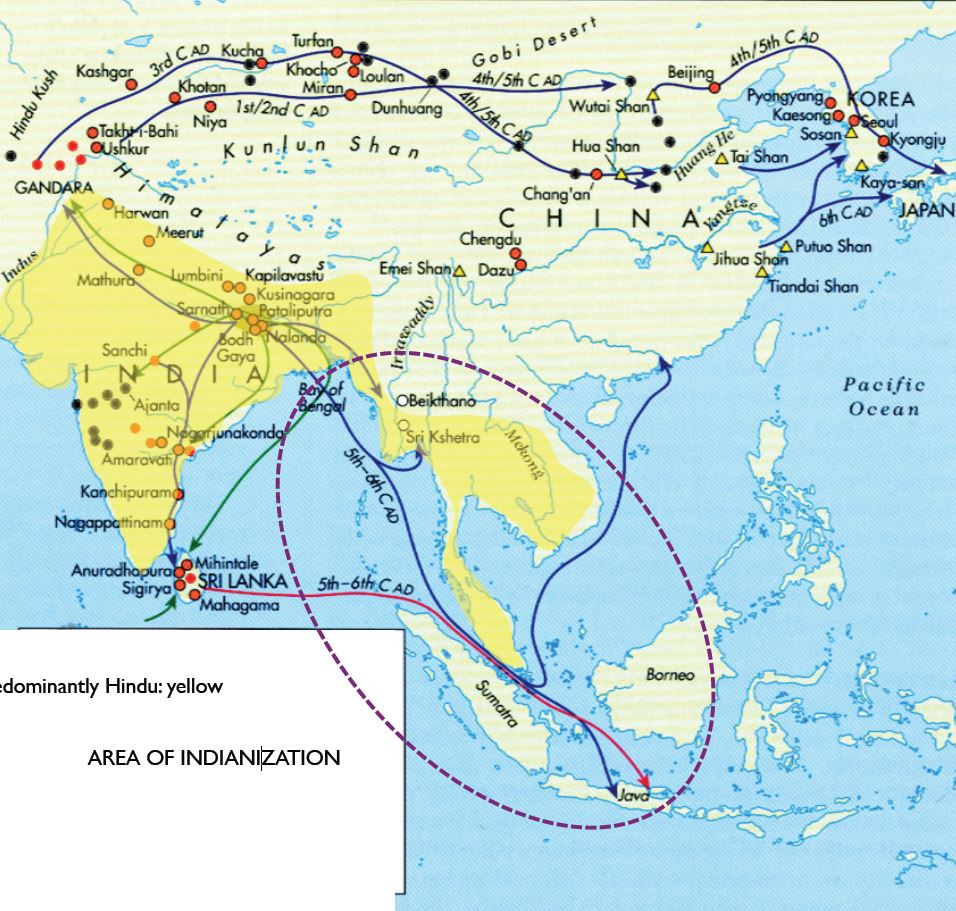 Gobi Desert
Turfan
3rd C AD
Kucha
Khocho
Loulan
Kashgar
Hindu Kush
Khotan
Miran
4th/5th C AD
1st/2nd C AD
Niya
Dunhuang
4th/5th C AD
Wutai Shan
Beijing
4th/5th C AD
Pyongyang
KOREA
Kaesong
Seoul
Sosan
Kyongju
Takht-i-Bahi
Ushkur
Kunlun Shan
Hua Shan
Huang He
Tai Shan
Kaya-san
GANDARA
Himalayas
Chang'an
6th C AD
JAPAN
Harwan
Meerut
CHINA
Yangtse
Indus
Mathura
Lumbini
Kapilavastu
Chengdu
Emei Shan
Dazu
Jihua Shan
Putuo Shan
Tiandai Shan
Kusinagara
Sarnath
Pataliputra
Nalanda
Bodh
Gaya
Irrawaddy
Sanchi
INDIA
Ajanta
Bay of
Bengal
Beikthano
Sri Kshetra
Mekong
Pacific
Ocean
Nagarjunakonda
Amaravati
5th-6th C AD
Kanchipuram
Nagappattinam
Anuradhapura
Mihintale
SRI LANKA
Sigirya
Mahagama
5th-6th C AD
Borneo
Sumatra
Java
edominantly Hindu: yellow
AREA OF INDIANIZATION